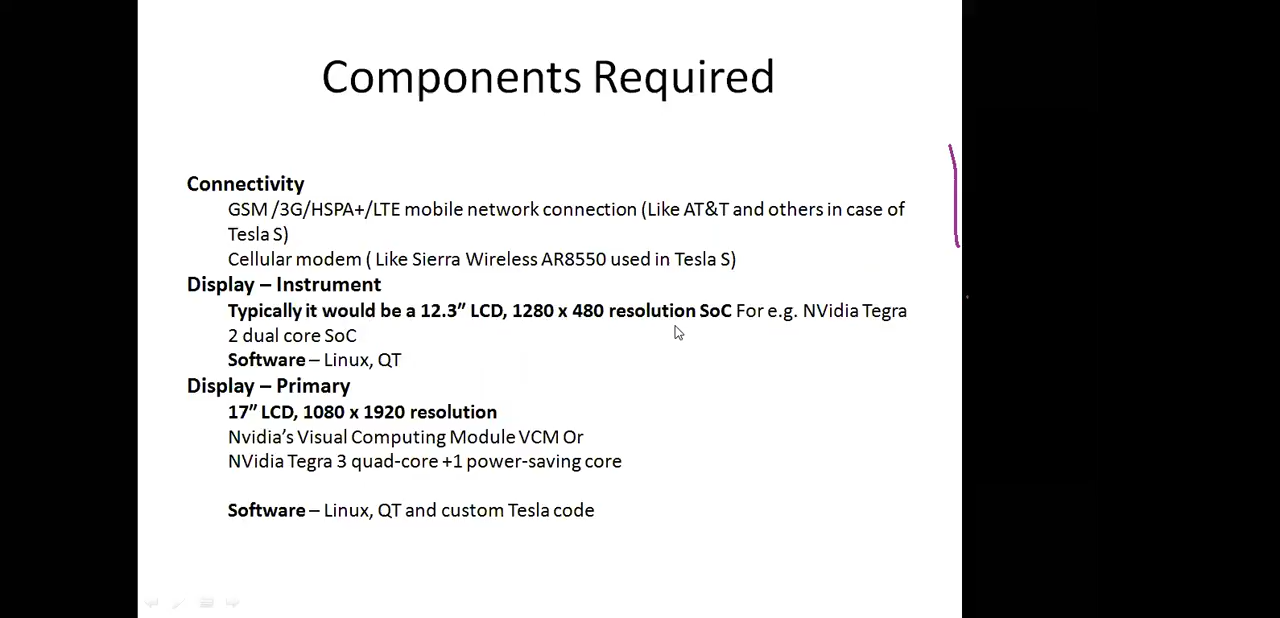 Components Required
Connectivity
GSM /3G/HSPA+/LTE mobile network connection (Like AT&T and others in case of
Tesla S)
Cellular modem ( Like Sierra Wireless AR8550 used in Tesla S)
Display – Instrument
Typically it would be a 12.3” LCD, 1280 x 480 resolution SoC For e.g. NVidia Tegra
2 dual core SoC
Software – Linux, QT
Display – Primary
17” LCD, 1080 x 1920 resolution
Nvidia’s Visual Computing Module VCM Or
NVidia Tegra 3 quad-core +1 power-saving core
Software – Linux, QT and custom Tesla code